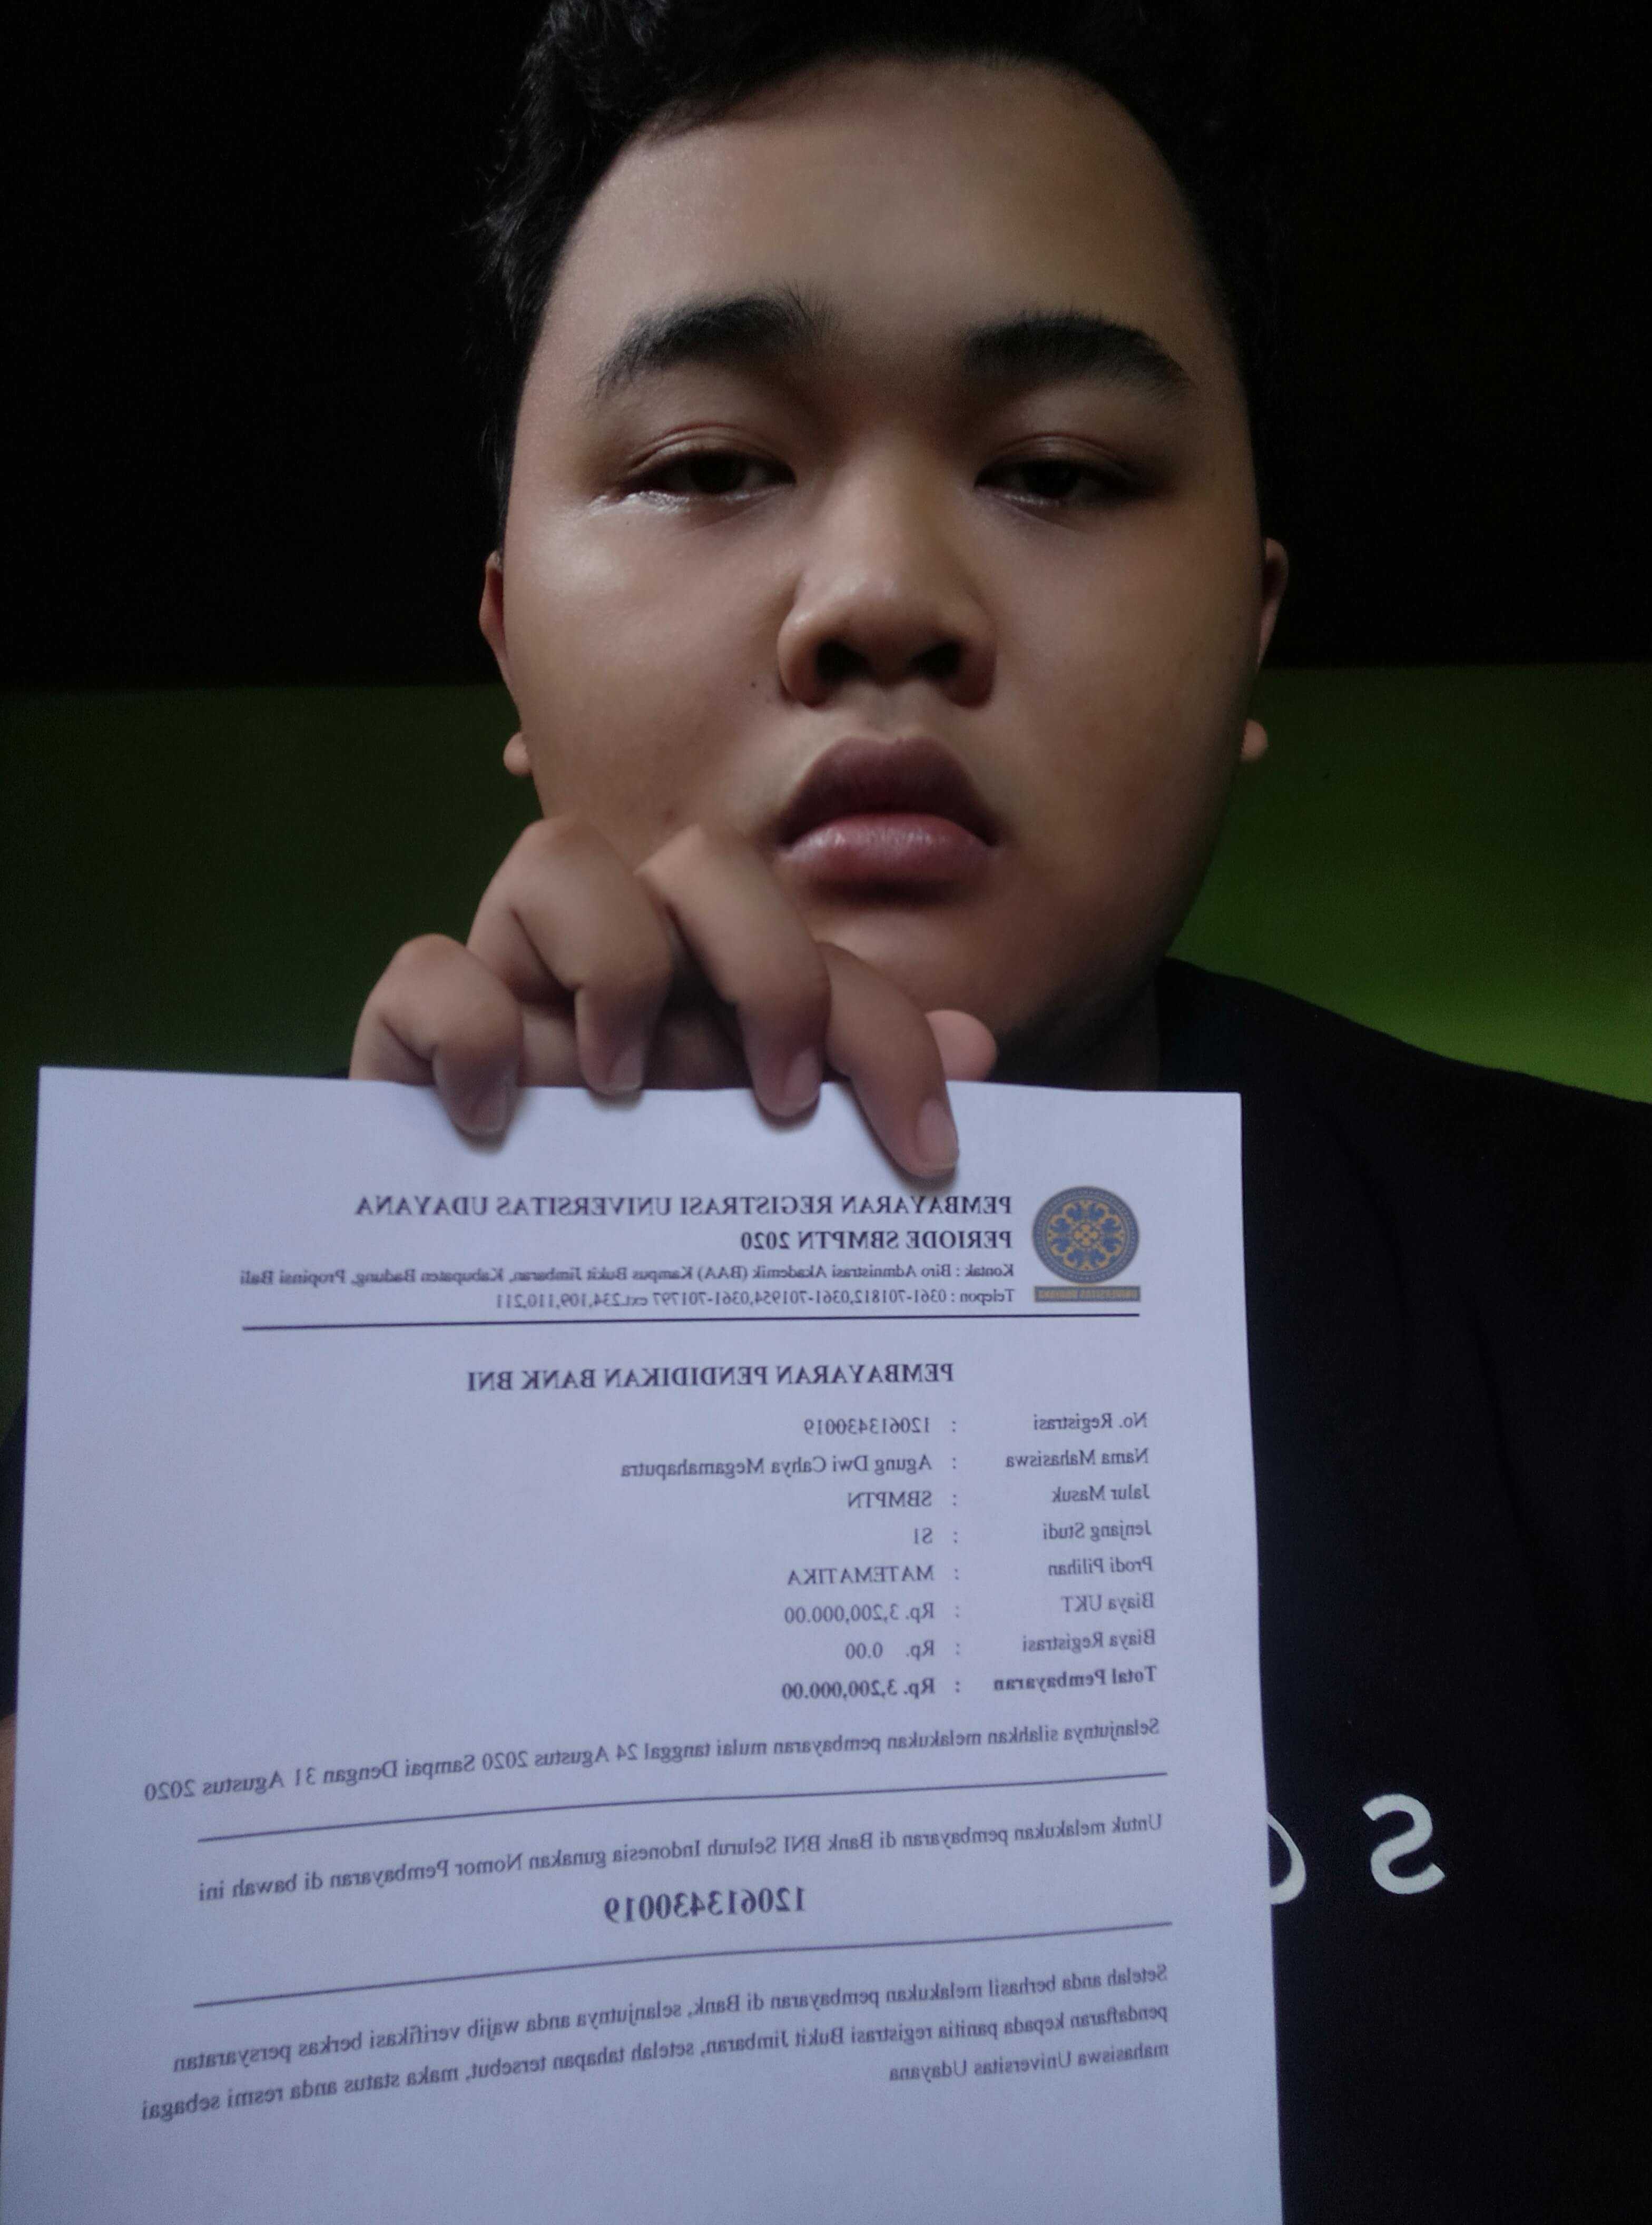 UNIVERSITAS UDAYANA
PEMBAYARAN REGISTRASI UNIVERSITAS UDAYANA
PERIODE SBMPTN 2020
Kontak : Biro Adminstrasi Akademik (BAA) Kampus Bukit Jimbaran, Kabupaten Badung, Propinsi Bali
Telepon : 0361-701812,0361-701954,0361-701797 ext.234,109,110,211
PEMBAYARAN PENDIDIKAN BANK BNI
No. Registrasi : 120613430019
Nama Mahasiswa : Agung Dwi Cahya Megamahaputra
Jalur Masuk : SBMPTN
Jenjang Studi : S1
Prodi Pilihan : MATEMATIKA
Biaya UKT : Rp. 3,200,000.00
Biaya Registrasi : Rp. 0.00
Total Pembayaran : Rp. 3,200,000.00
Selanjutnya silahkan melakukan pembayaran mulai tanggal 24 Agustus 2020 Sampai Dengan 31 Agustus 2020
Untuk melakukan pembayaran di Bank BNI Seluruh Indonesia gunakan Nomor Pembayaran di bawah ini
120613430019
Setelah anda berhasil melakukan pembayaran di Bank, selanjutnya anda wajib verifikasi berkas persyaratan
pendaftaran kepada panitia registrasi Bukit Jimbaran, setelah tahapan tersebut, maka status anda resmi sebagai
mahasiswa Universitas Udayana
S